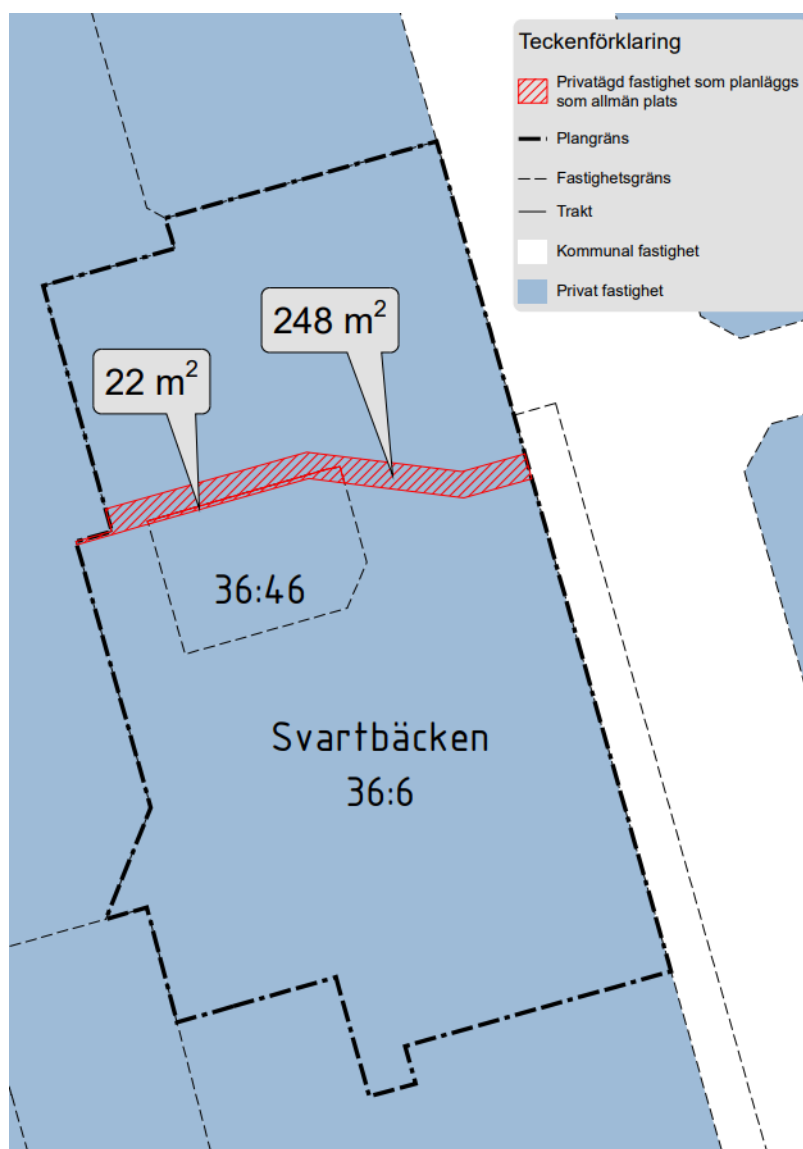 Teckenförklaring
Privatägd fastighet som planläggs
som allmän plats
Plangräns
Fastighetsgräns
Trakt
Kommunal fastighet
Privat fastighet
248 m²
22 m²
36:46
Svartbäcken
36:6